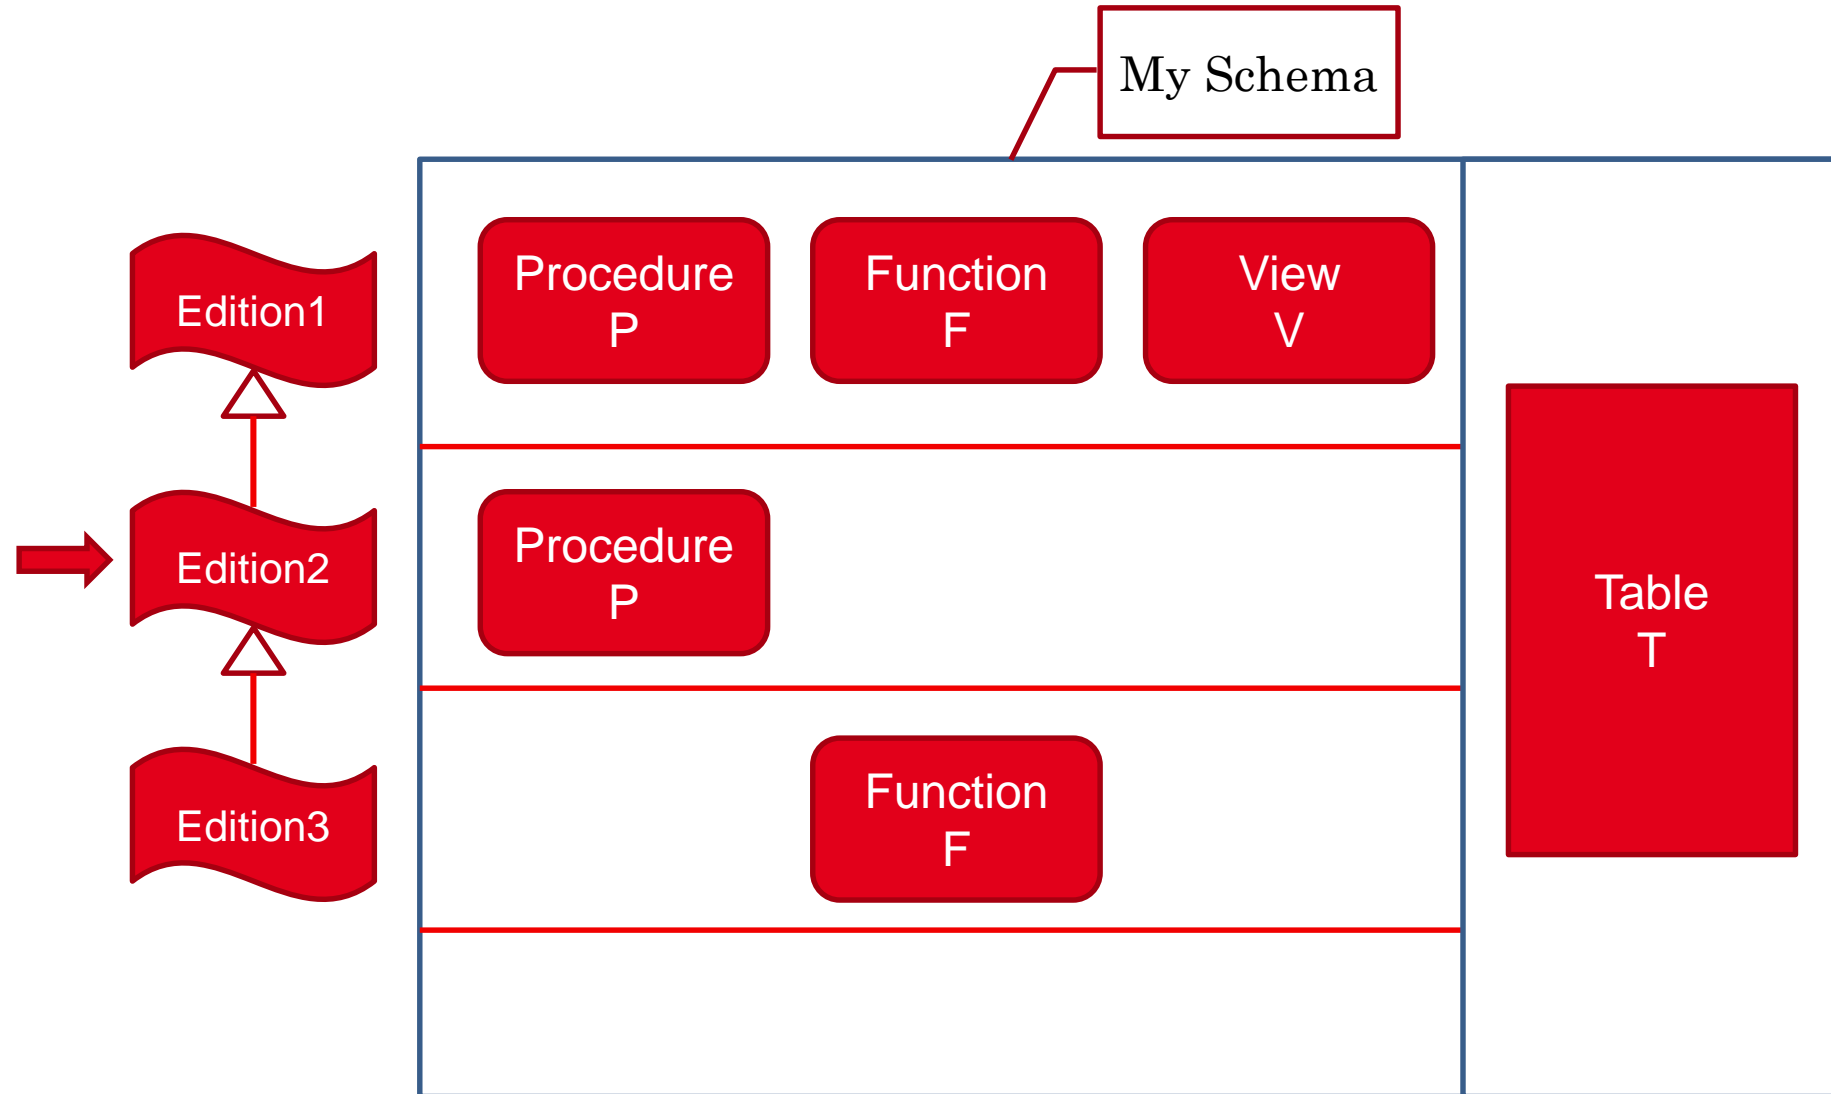 My Schema
Edition1
Procedure
P
Function
F
View
V
Edition2
Procedure
P
Table
T
Edition3
Function
F